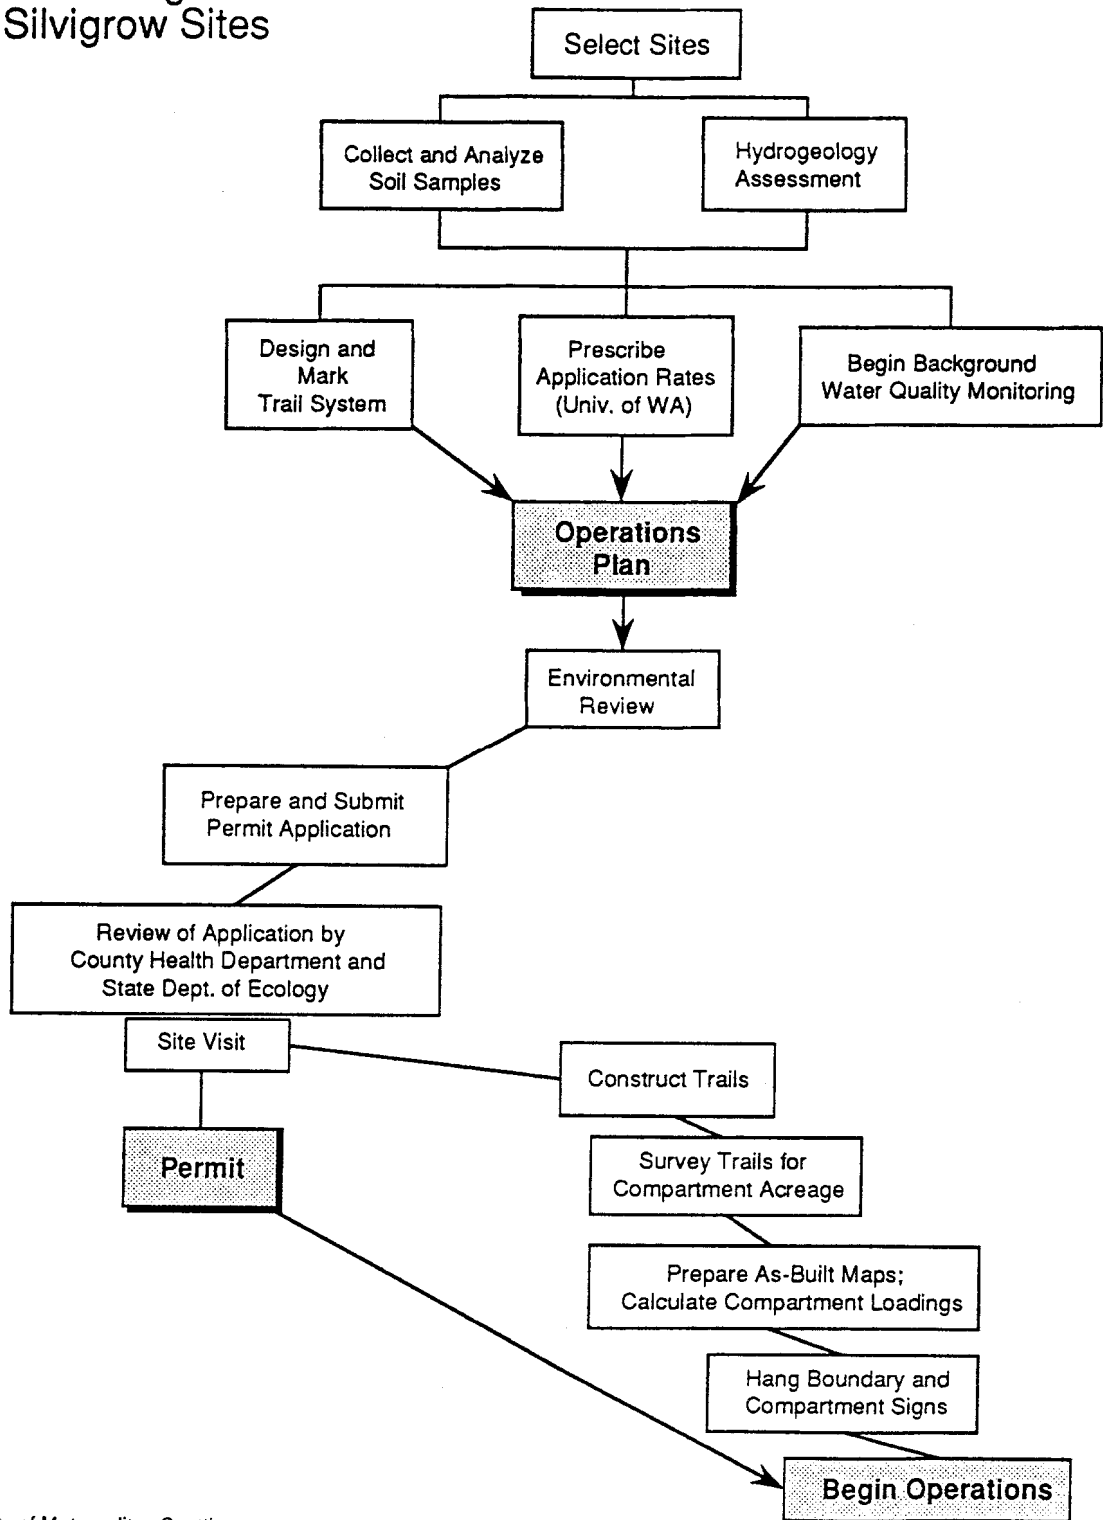 Silvigrow Sites
Select Sites
Collect and Analyze
Soil Samples
Hydrogeology
Assessment
Design and
Mark
Trail System
Prescribe
Application Rates
(Univ. of WA)
Begin Background
Water Quality Monitoring
Operations
Plan
Environmental
Review
Prepare and Submit
Permit Application
Review of Application by
County Health Department and
State Dept. of Ecology
Site Visit
Construct Trails
Permit
Survey Trails for
Compartment Acreage
Prepare As-Built Maps;
Calculate Compartment Loadings
Hang Boundary and
Compartment Signs
Begin Operations